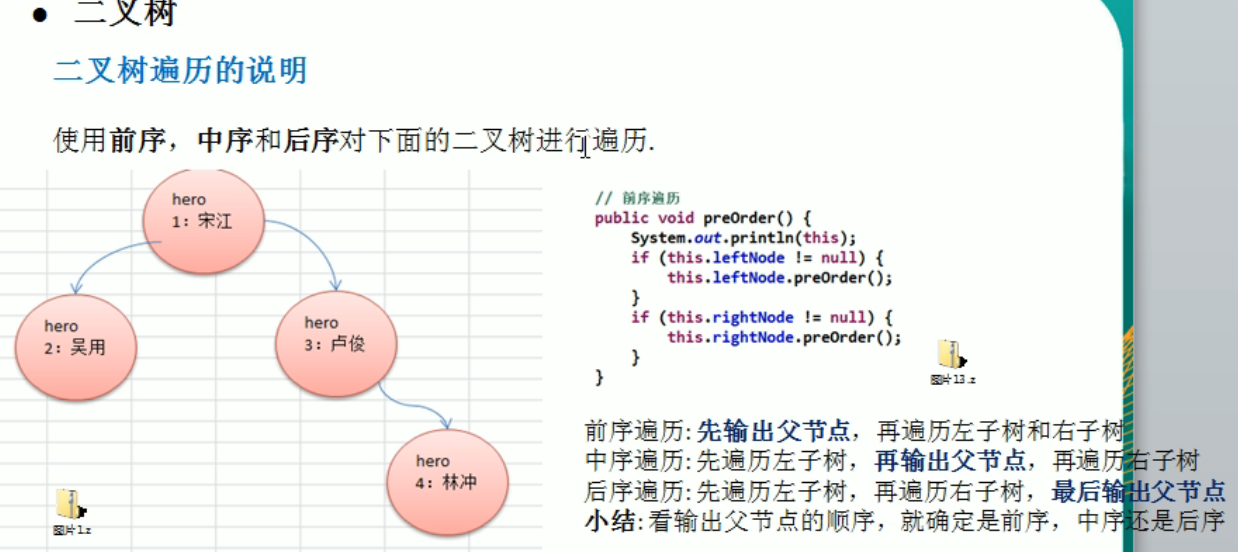 ● 二叉树
二叉树遍历的说明
使用前序，中序和后序对下面的二叉树进行遍历.
hero
1：宋江
hero
2：吴用
hero
3：卢俊
hero
4：林冲
图片1.z
// 前序遍历
public void preOrder() {
System.out.println(this);
if (this.leftNode != null) {
this.leftNode.preOrder();
}
if (this.rightNode != null) {
this.rightNode.preOrder();
}
}
图片13.z
前序遍历: 先输出父节点，再遍历左子树和右子树
中序遍历: 先遍历左子树，再输出父节点，再遍历右子树
后序遍历: 先遍历左子树，再遍历右子树，最后输出父节点
小结: 看输出父节点的顺序，就确定是前序，中序还是后序